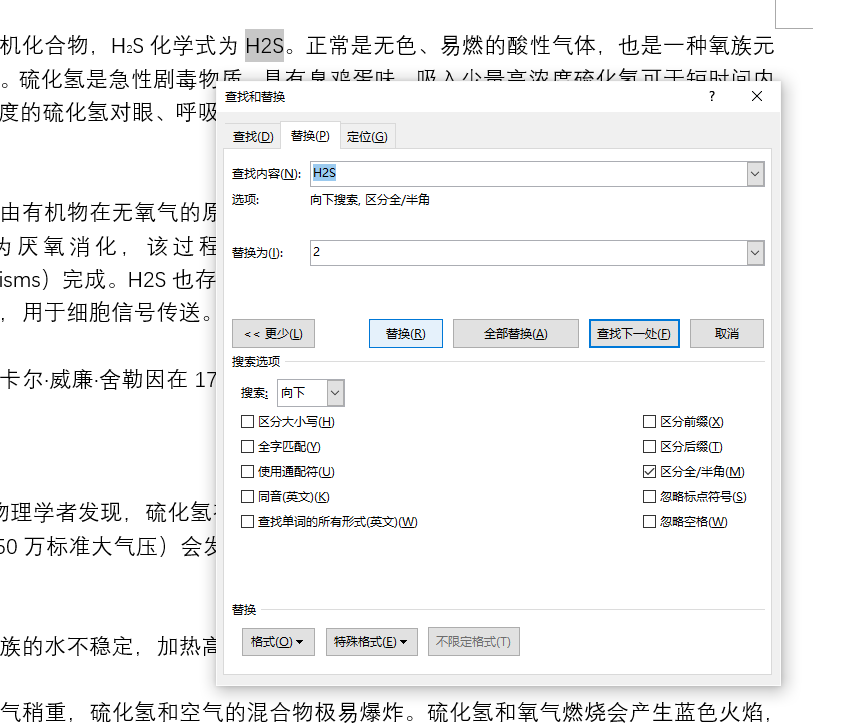 机化合物，H₂S 化学式为 H2S。正常是无色、易燃的酸性气体，也是一种氧族元
。硫化氢是急性剧毒物质，具有臭鸡蛋味，吸入少量高浓度硫化氢可于短时间内
度的硫化氢对眼、呼吸
查找和替换
?
查找(D)
替换(P)
定位(G)
查找内容(N):
H2S
选项:
向下搜索, 区分全/半角
由有机物在无氧气的原
为厌氧消化，该过程
替换为(I):
2
isms）完成。H2S 也存
，用于细胞信号传送。
<< 更少(L)
替换(R)
全部替换(A)
查找下一处(F)
取消
搜索选项
卡尔·威廉·舍勒因在 17
搜索:
向下
区分大小写(H)
区分前缀(X)
全字匹配(Y)
区分后缀(T)
使用通配符(U)
区分全/半角(M)
同音(英文)(K)
忽略标点符号(S)
查找单词的所有形式(英文)(W)
忽略空格(W)
物理学者发现，硫化氢
50 万标准大气压）会发
替换
族的水不稳定，加热高
格式(O)
特殊格式(E)
不限定格式(T)
气稍重，硫化氢和空气的混合物极易爆炸。硫化氢和氧气燃烧会产生蓝色火焰，